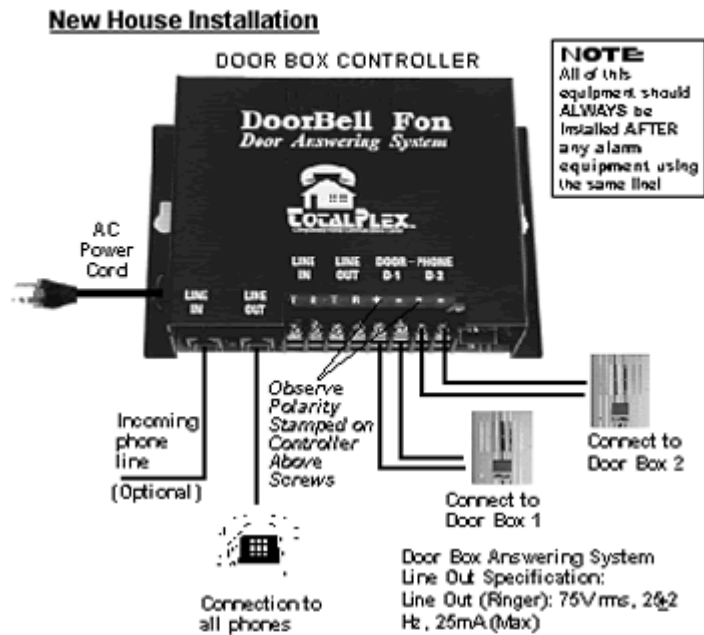 New House Installation
DOOR BOX CONTROLLER
NOTE:
All of this
equipment should
ALWAYS be
installed AFTER
any alarm
equipment using
the same line!
DoorBell Fon
Door Answering System
TOTALPLEX
AC
Power
Cord
LINE IN
LINE OUT
DOOR-PHONE
D-1
D-2
T R T R + - + -
LINE IN
LINE OUT
Incoming
phone
line
(Optional)
Observe
Polarity
Stamped on
Controller
Above
Screws
Connect to
Door Box 2
Connect to
Door Box 1
Connection to
all phones
Door Box Answering System
Line Out Specification:
Line Out (Ringer): 75Vrms, 25±2
Hz, 25mA (Max)